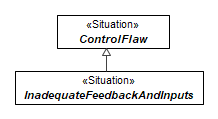 «Situation»
ControlFlaw
«Situation»
InadequateFeedbackAndInputs